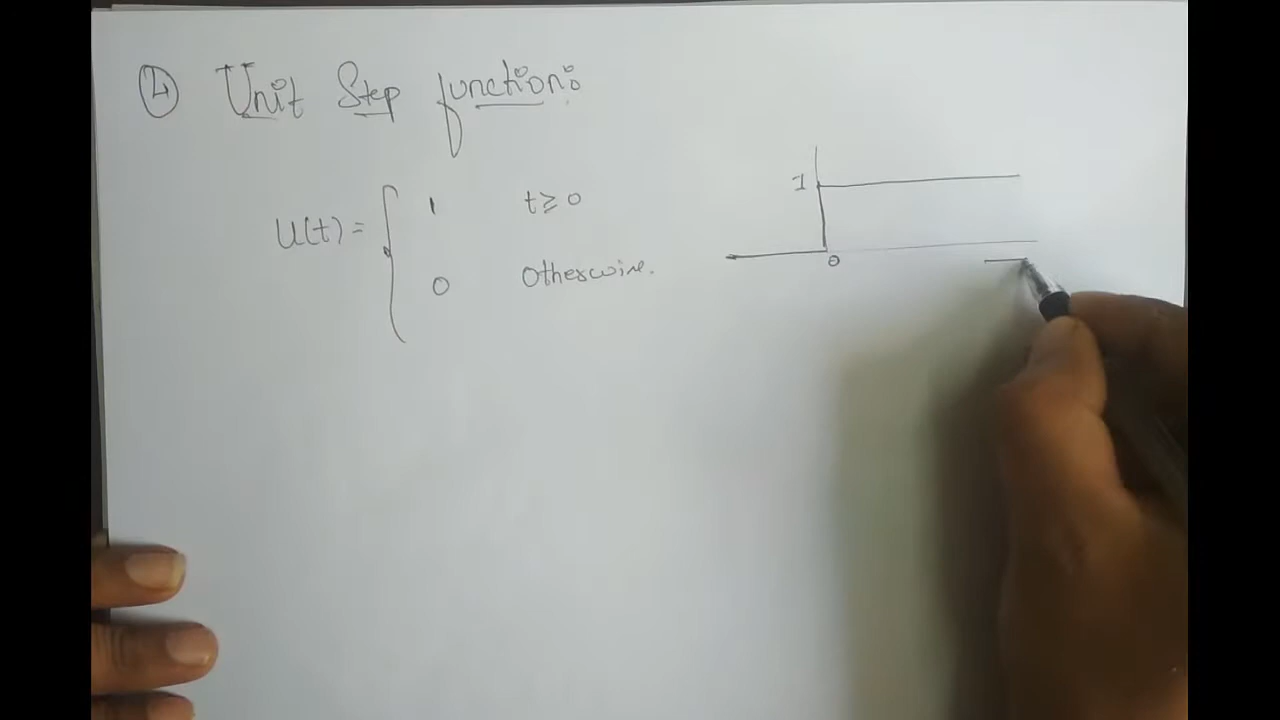 4 Unit Step function:
U(t) = { 1 t ≥ 0
0 Otherwise.
1
0